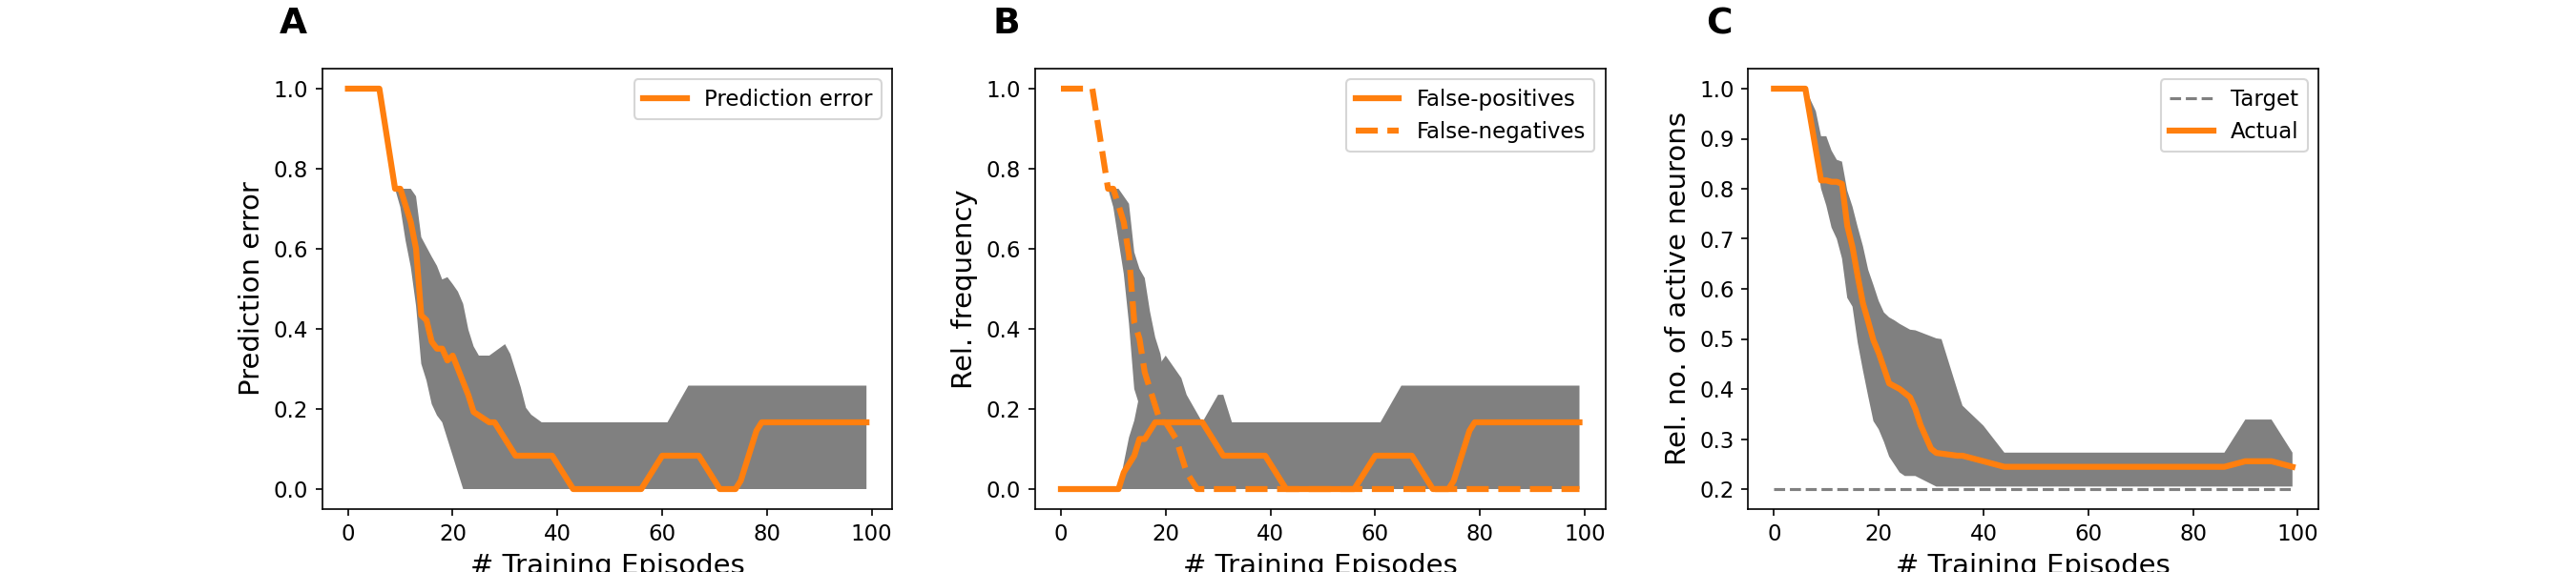 A
B
C
Prediction error
1.0
0.8
0.6
0.4
0.2
0.0
Prediction error
0 20 40 60 80 100
# Training Episodes
Rel. frequency
1.0
0.8
0.6
0.4
0.2
0.0
False-positives
False-negatives
0 20 40 60 80 100
# Training Episodes
Rel. no. of active neurons
1.0
0.9
0.8
0.7
0.6
0.5
0.4
0.3
0.2
Target
Actual
0 20 40 60 80 100
# Training Episodes